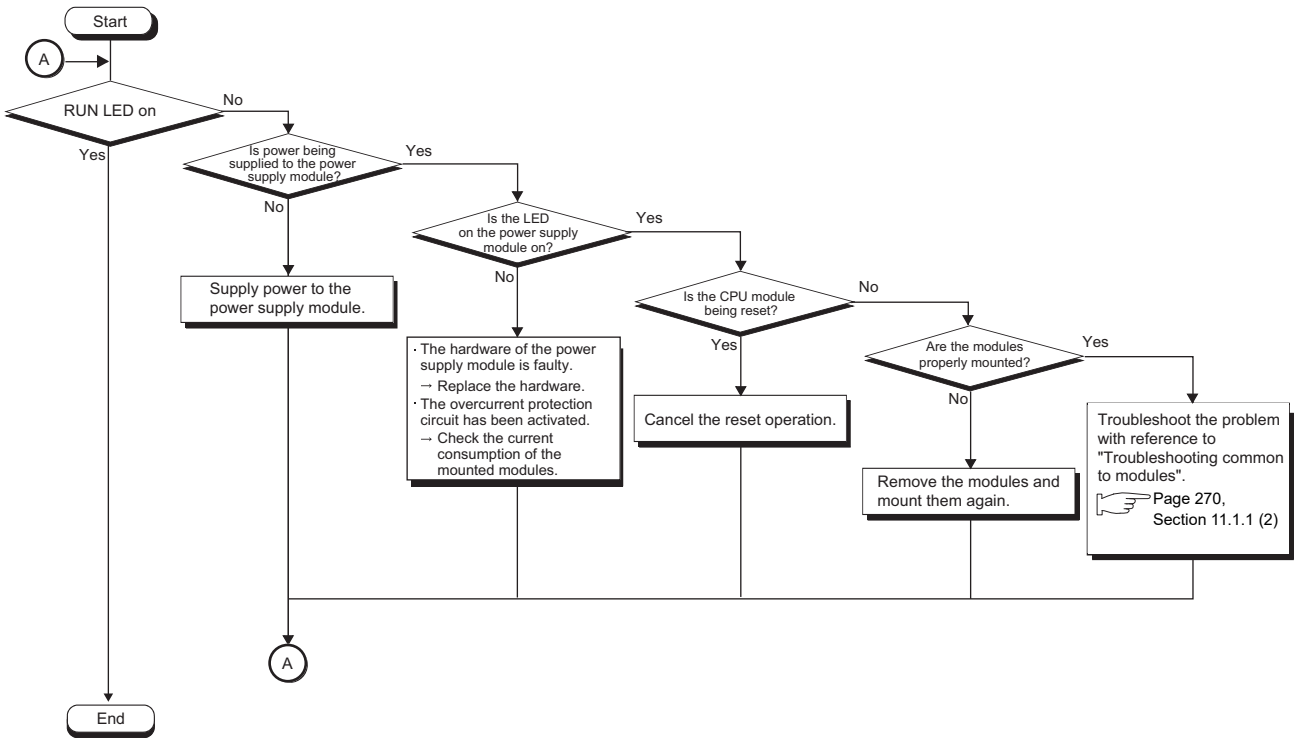 Start
A
RUN LED on
No
Yes
Is power being
supplied to the power
supply module?
Yes
No
Supply power to the
power supply module.
Is the LED
on the power supply
module on?
Yes
No
· The hardware of the power
supply module is faulty.
→ Replace the hardware.
· The overcurrent protection
circuit has been activated.
→ Check the current
consumption of the
mounted modules.
Is the CPU module
being reset?
No
Yes
Cancel the reset operation.
Are the modules
properly mounted?
Yes
No
Remove the modules and
mount them again.
Troubleshoot the problem
with reference to
"Troubleshooting common
to modules".
Page 270,
Section 11.1.1 (2)
A
End